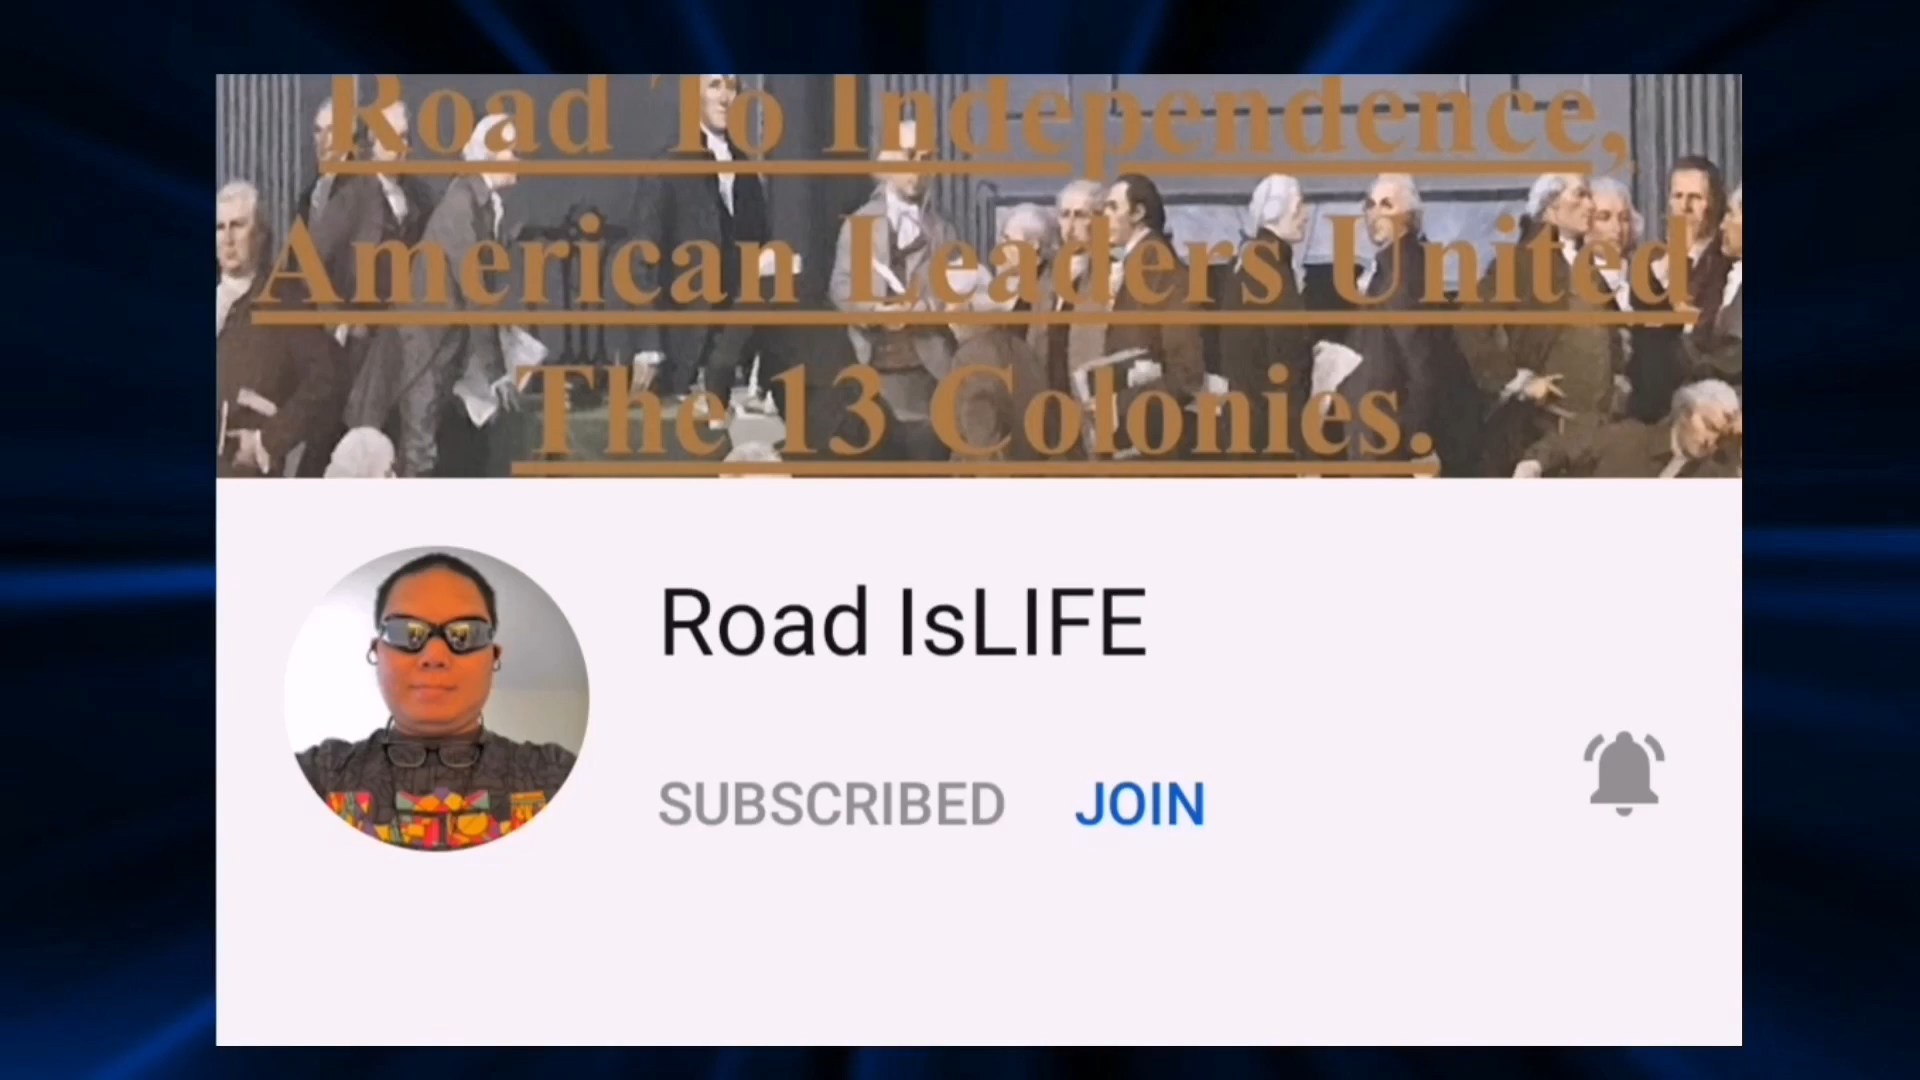 Road To Independence,
American Leaders United
The 13 Colonies.
Road IsLIFE
SUBSCRIBED JOIN